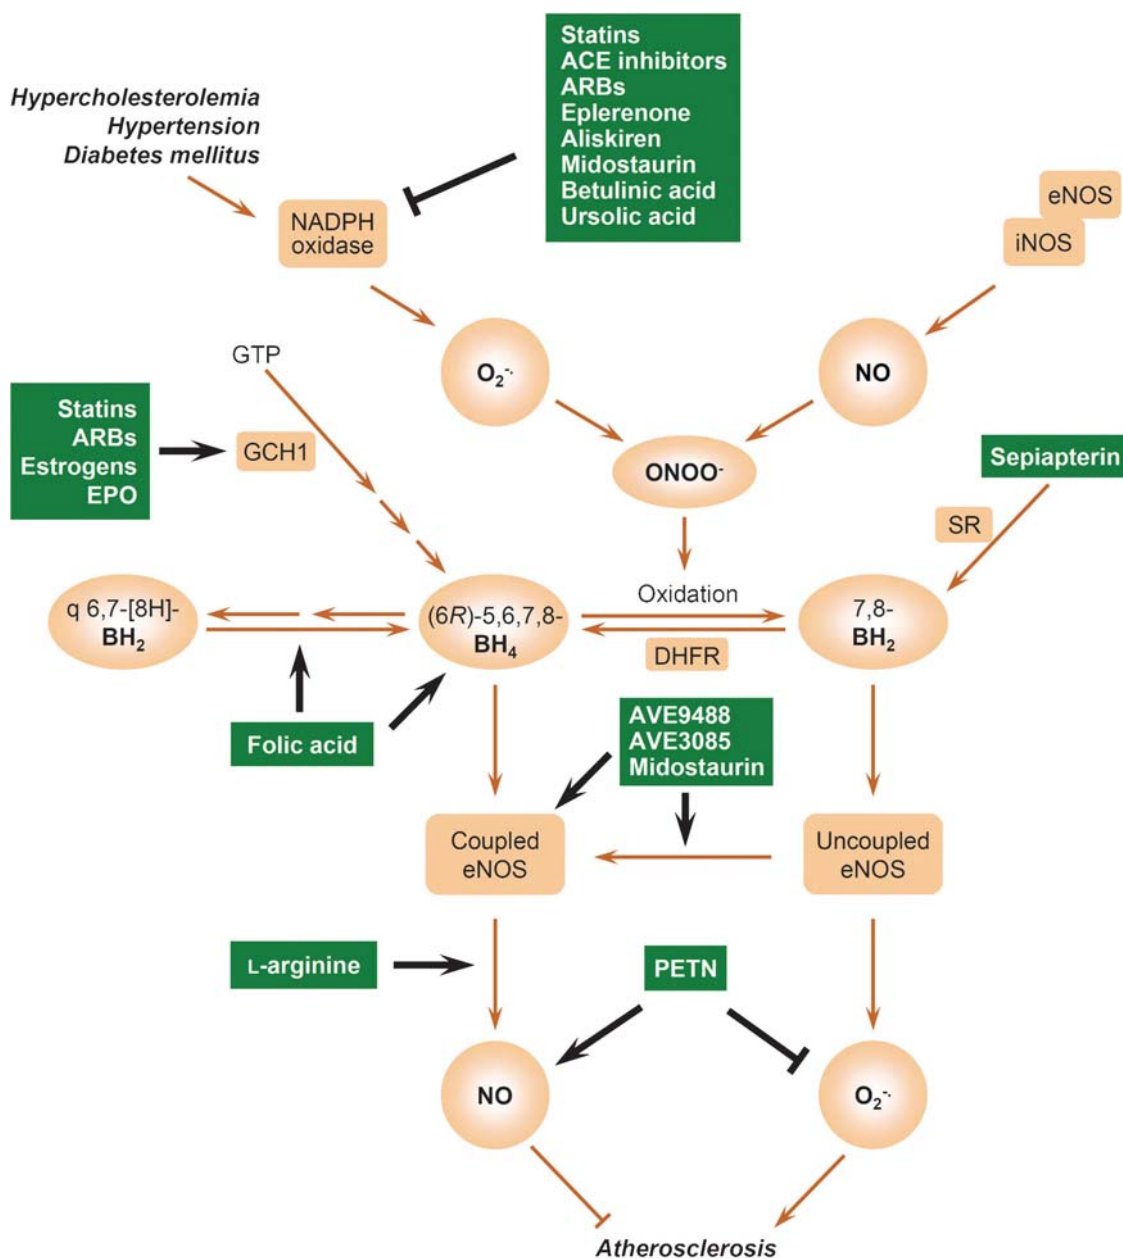 Statins
ACE inhibitors
ARBs
Eplerenone
Aliskiren
Midostaurin
Betulinic acid
Ursolic acid
Hypercholesterolemia
Hypertension
Diabetes mellitus
NADPH
oxidase
eNOS
iNOS
O₂⁻·
NO
GTP
Statins
ARBs
Estrogens
EPO
GCH1
ONOO⁻
Sepiapterin
SR
q 6,7-[8H]-
BH₂
(6R)-5,6,7,8-
BH₄
Oxidation
DHFR
7,8-
BH₂
Folic acid
AVE9488
AVE3085
Midostaurin
Coupled
eNOS
Uncoupled
eNOS
L-arginine
PETN
NO
O₂⁻·
Atherosclerosis